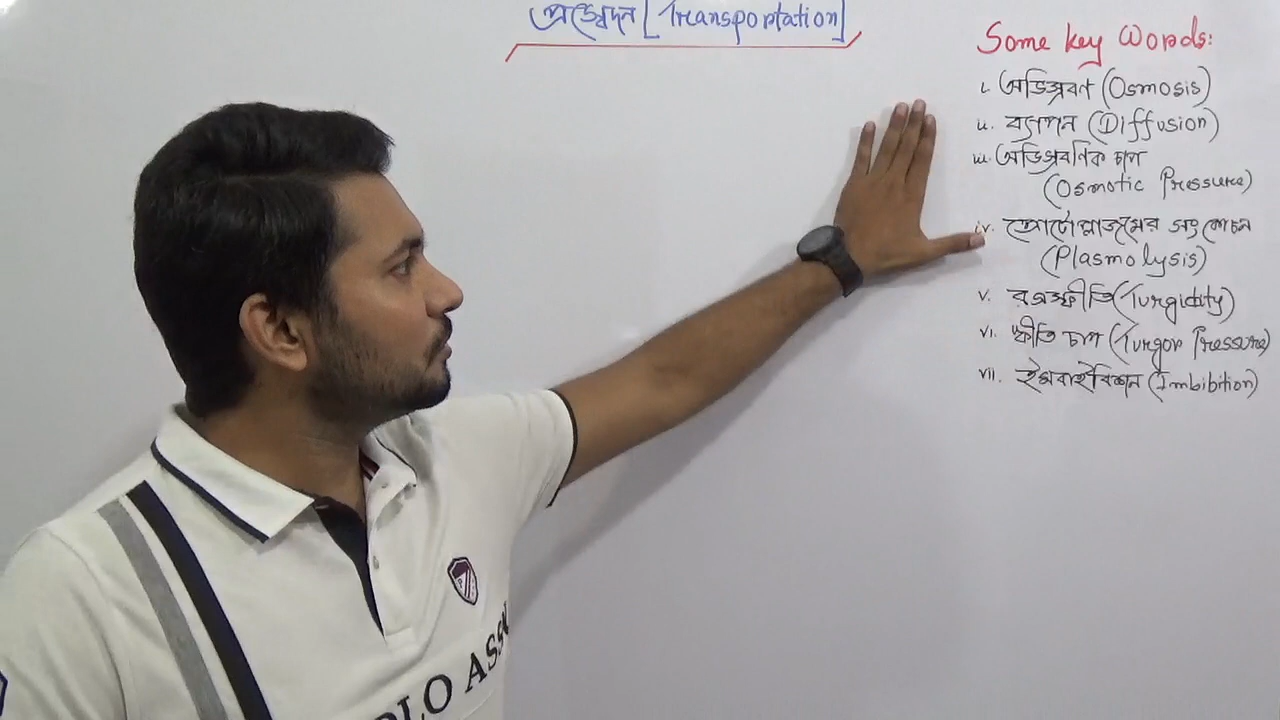 প্রস্বেদন [Transportation]
Some key Words:
i. অভিস্রবণ (Osmosis)
ii. ব্যাপন (Diffusion)
iii. অভিস্রবণিক চাপ
(Osmotic Pressure)
iv. প্রোটোপ্লাজমের সংকোচন
(Plasmolysis)
v. রসস্ফীতি (Turgidity)
vi. স্ফীতি চাপ (Turgor Pressure)
vii. ইমবাইবিশন (Imbibition)
OLO ASS